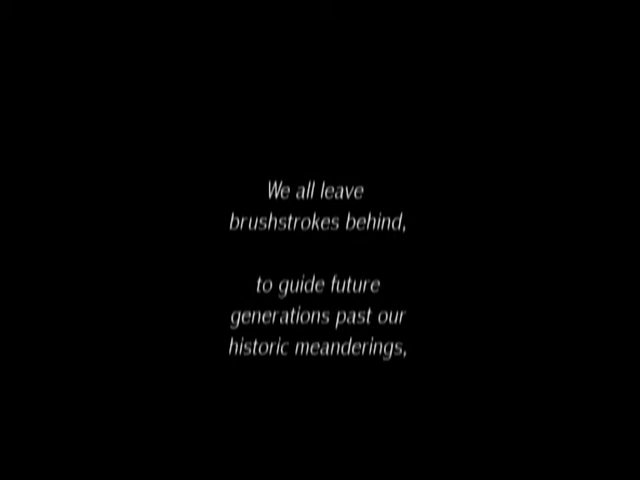 We all leave
brushstrokes behind,
to guide future
generations past our
historic meanderings,